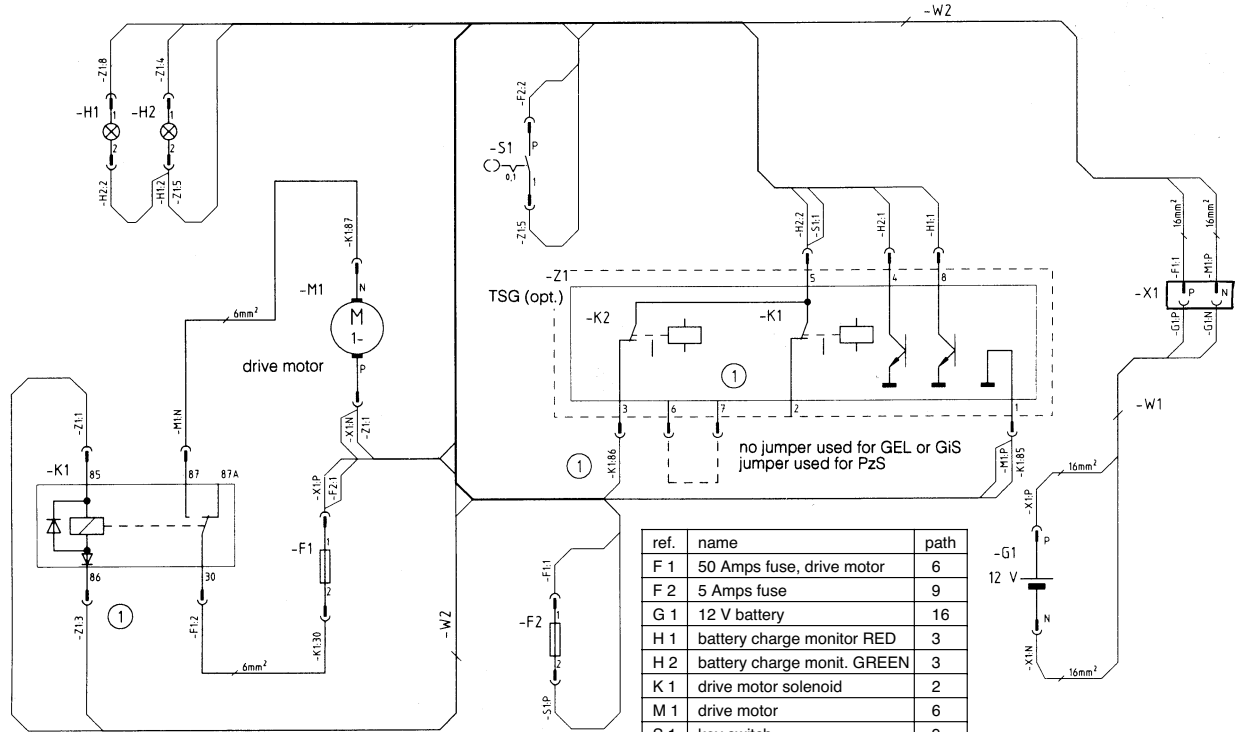 -W2
-Z1:8
-Z1:4
-H1
1
-H2
1
2
2
-H2:2
-H1:2
-Z1:5
-F2:2
-S1
P
0,1
1
-Z1:5
-K1:87
-M1
N
M
1~
P
drive motor
6mm²
-X1:N
-Z1:1
-H2:2
-S1:1
-H2:1
-H1:1
-Z1
TSG (opt.)
5
4
8
-K2
-K1
1
3
6
7
2
1
1
-K1:86
no jumper used for GEL or GiS
jumper used for PzS
-M1:P
-K1:85
16mm²
16mm²
-F1:1
-M1:P
-X1
P
N
-G1:P
-G1:N
-W1
16mm²
-X1:P
P
-G1
12 V
N
-X1:N
16mm²
-Z1:1
-M1:N
-K1
85
87
87A
86
30
1
-Z1:3
-F1:2
6mm²
-X1:P
-F2:1
-F1
1
2
-K1:30
-W2
-F1:1
-F2
1
2
-S1:P
ref. name path
F 1 50 Amps fuse, drive motor 6
F 2 5 Amps fuse 9
G 1 12 V battery 16
H 1 battery charge monitor RED 3
H 2 battery charge monit. GREEN 3
K 1 drive motor solenoid 2
M 1 drive motor 6